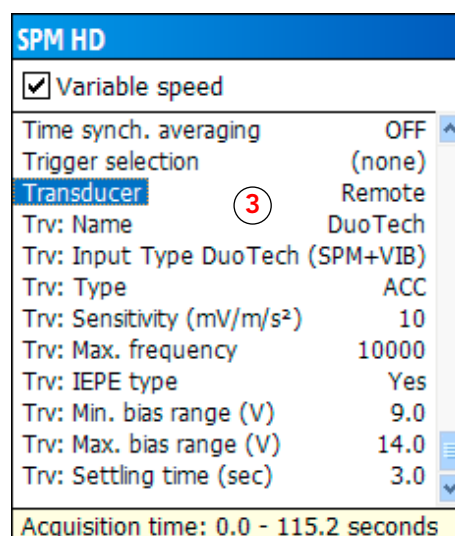 SPM HD
Variable speed
Time synch. averaging OFF
Trigger selection (none)
Transducer Remote
3
Trv: Name DuoTech
Trv: Input Type DuoTech (SPM+VIB)
Trv: Type ACC
Trv: Sensitivity (mV/m/s²) 10
Trv: Max. frequency 10000
Trv: IEPE type Yes
Trv: Min. bias range (V) 9.0
Trv: Max. bias range (V) 14.0
Trv: Settling time (sec) 3.0
Acquisition time: 0.0 - 115.2 seconds